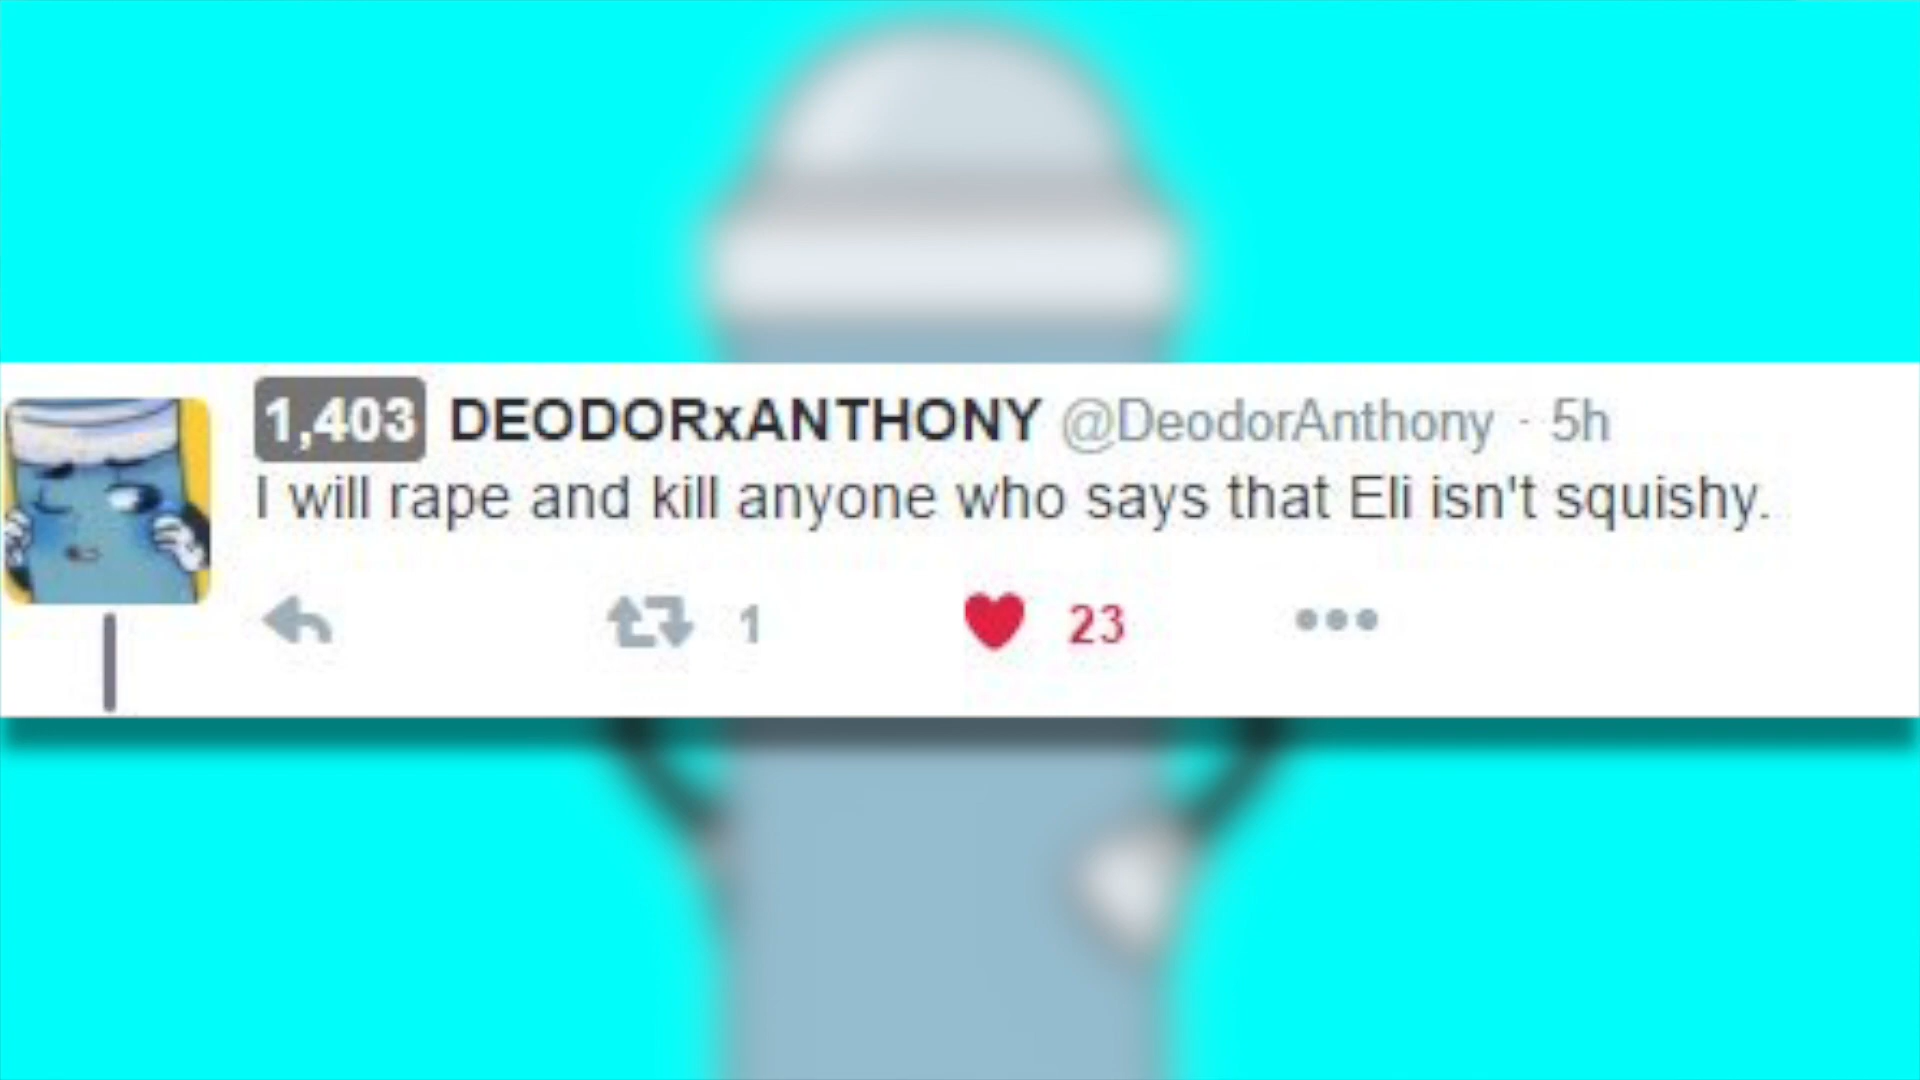 1,403 DEODORxANTHONY @DeodorAnthony · 5h
I will rape and kill anyone who says that Eli isn't squishy.
1 23